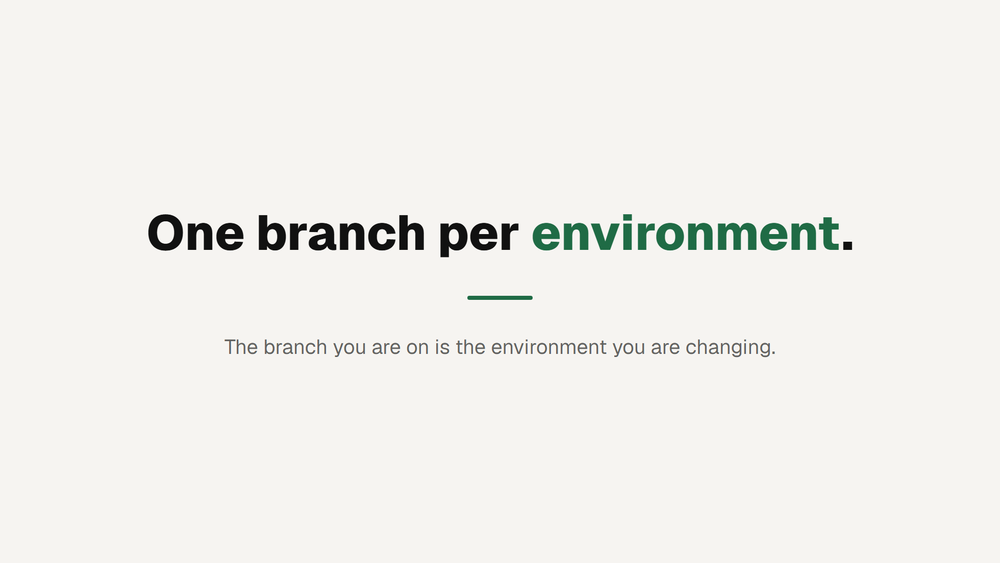 One branch per environment.
The branch you are on is the environment you are changing.